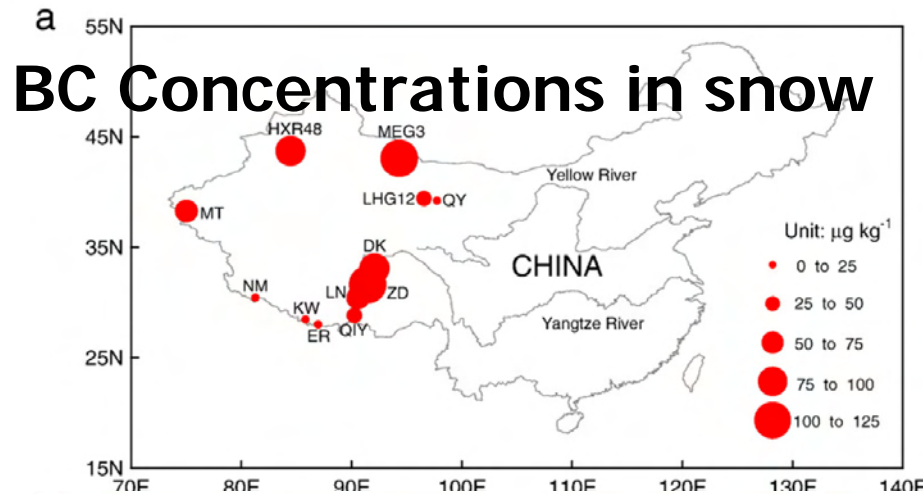 a
55N
BC Concentrations in snow
HXR48
MEG3
45N
Yellow River
LHG12
QY
MT
Unit: μg kg⁻¹
DK
35N
CHINA
0 to 25
NM
LN
ZD
25 to 50
KW
QIY
Yangtze River
ER
50 to 75
25N
75 to 100
100 to 125
15N
70E
80E
90E
100E
110E
120E
130E
140E